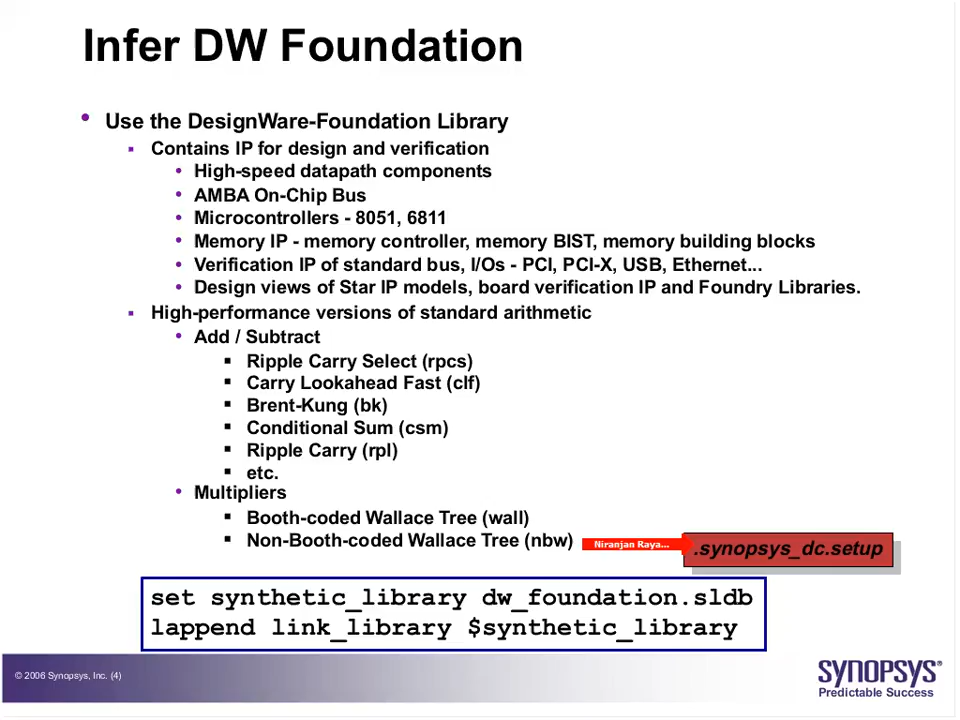 Infer DW Foundation
• Use the DesignWare-Foundation Library
▪ Contains IP for design and verification
• High-speed datapath components
• AMBA On-Chip Bus
• Microcontrollers - 8051, 6811
• Memory IP - memory controller, memory BIST, memory building blocks
• Verification IP of standard bus, I/Os - PCI, PCI-X, USB, Ethernet...
• Design views of Star IP models, board verification IP and Foundry Libraries.
▪ High-performance versions of standard arithmetic
• Add / Subtract
▪ Ripple Carry Select (rpcs)
▪ Carry Lookahead Fast (clf)
▪ Brent-Kung (bk)
▪ Conditional Sum (csm)
▪ Ripple Carry (rpl)
▪ etc.
• Multipliers
▪ Booth-coded Wallace Tree (wall)
▪ Non-Booth-coded Wallace Tree (nbw)
Niranjan Raya...
.synopsys_dc.setup
set synthetic_library dw_foundation.sldb
lappend link_library $synthetic_library
© 2006 Synopsys, Inc. (4)
SYNOPSYS®
Predictable Success